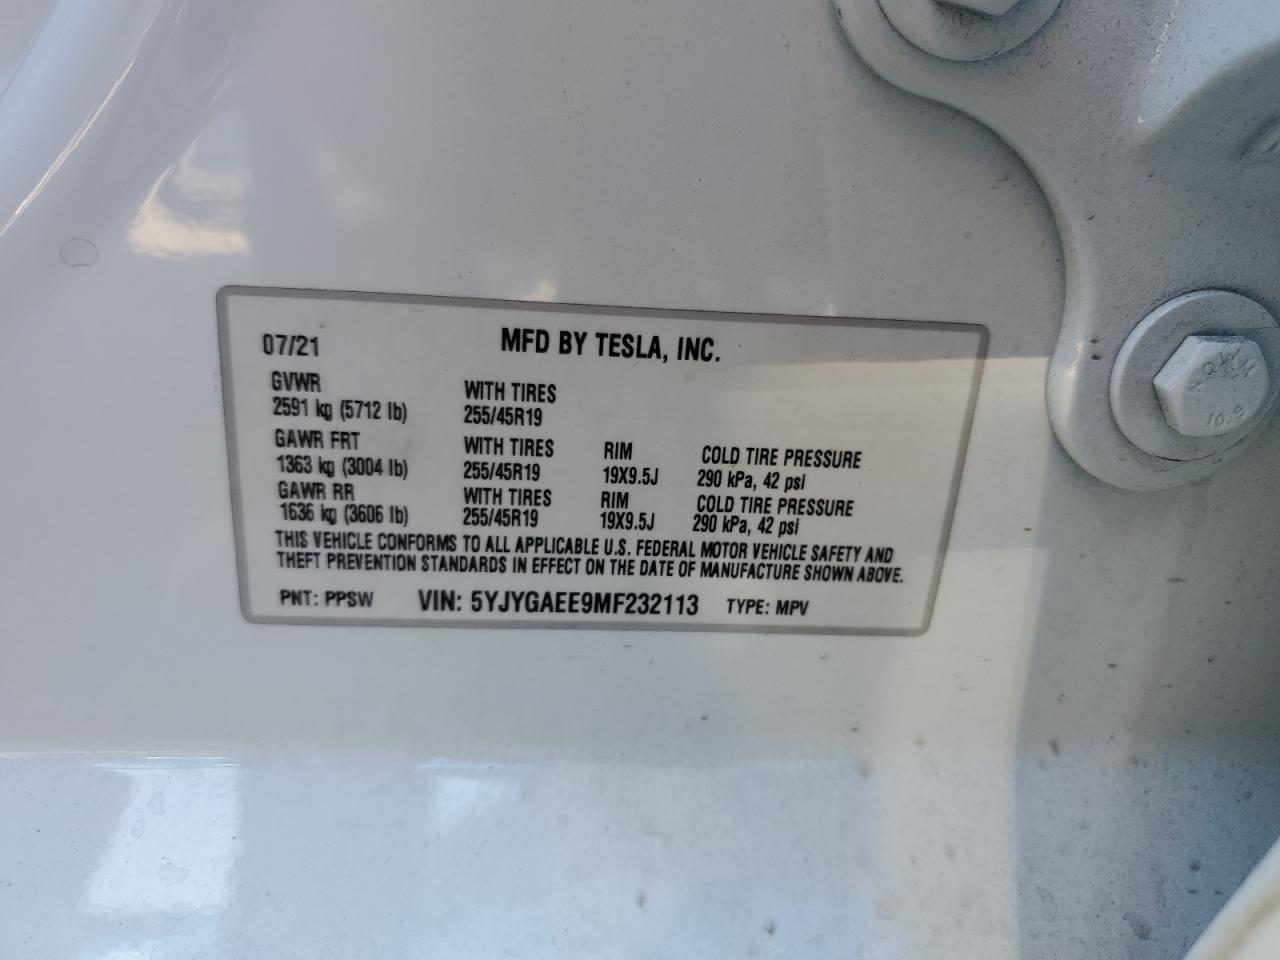 07/21 MFD BY TESLA, INC.
GVWR WITH TIRES
2591 kg (5712 lb) 255/45R19
GAWR FRT WITH TIRES RIM COLD TIRE PRESSURE
1363 kg (3004 lb) 255/45R19 19X9.5J 290 kPa, 42 psi
GAWR RR WITH TIRES RIM COLD TIRE PRESSURE
1636 kg (3606 lb) 255/45R19 19X9.5J 290 kPa, 42 psi
THIS VEHICLE CONFORMS TO ALL APPLICABLE U.S. FEDERAL MOTOR VEHICLE SAFETY AND
THEFT PREVENTION STANDARDS IN EFFECT ON THE DATE OF MANUFACTURE SHOWN ABOVE.
PNT: PPSW VIN: 5YJYGAEE9MF232113 TYPE: MPV
10.9